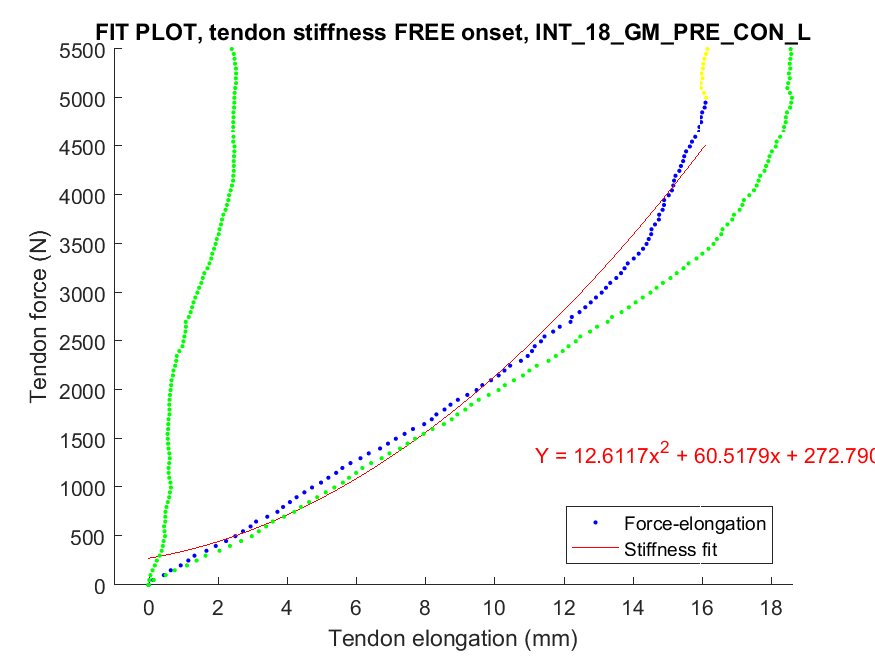 FIT PLOT, tendon stiffness FREE onset, INT_18_GM_PRE_CON_L
5500
5000
4500
4000
3500
3000
2500
2000
1500
1000
500
0
Tendon force (N)
Y = 12.6117x² + 60.5179x + 272.790
Force-elongation
Stiffness fit
0 2 4 6 8 10 12 14 16 18
Tendon elongation (mm)